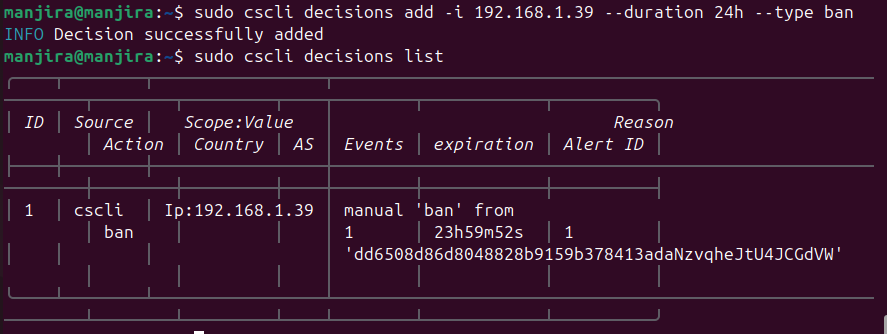 manjira@manjira:~$ sudo cscli decisions add -i 192.168.1.39 --duration 24h --type ban
INFO Decision successfully added
manjira@manjira:~$ sudo cscli decisions list
ID Source Scope:Value Reason
Action Country AS Events expiration Alert ID
1 cscli Ip:192.168.1.39 manual 'ban' from
ban 1 23h59m52s 1
'dd6508d86d8048828b9159b378413adaNzvqheJtU4JCGdVW'